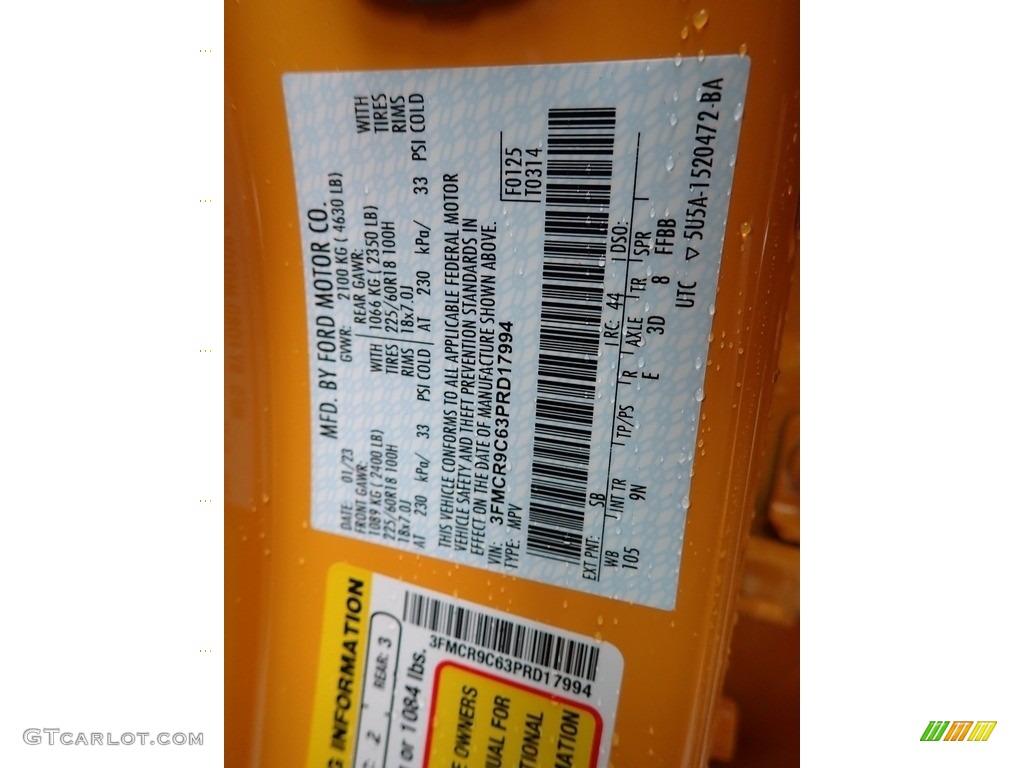 MFD. BY FORD MOTOR CO.
DATE: 01/23 GVWR: 2100 KG ( 4630 LB)
FRONT GAWR: REAR GAWR:
1089 KG ( 2400 LB) WITH 1066 KG ( 2350 LB) WITH
225/60R18 100H TIRES 225/60R18 100H TIRES
18x7.0J RIMS 18x7.0J RIMS
AT 230 kPa/ 33 PSI COLD AT 230 kPa/ 33 PSI COLD
THIS VEHICLE CONFORMS TO ALL APPLICABLE FEDERAL MOTOR
VEHICLE SAFETY AND THEFT PREVENTION STANDARDS IN
EFFECT ON THE DATE OF MANUFACTURE SHOWN ABOVE.
VIN: 3FMCR9C63PRD17994
TYPE: MPV
F0125
T0314
EXT PNT: SB RC: 44 DSO:
WB INT TR TP/PS R AXLE TR SPR
105 9N E 3D 8 FFBB
UTC ▽ 5U5A-1520472-BA
G INFORMATION
2 REAR: 3
or 1084 lbs.
3FMCR9C63PRD17994
E OWNERS
UAL FOR
TIONAL
MATION
GTCarlot.com